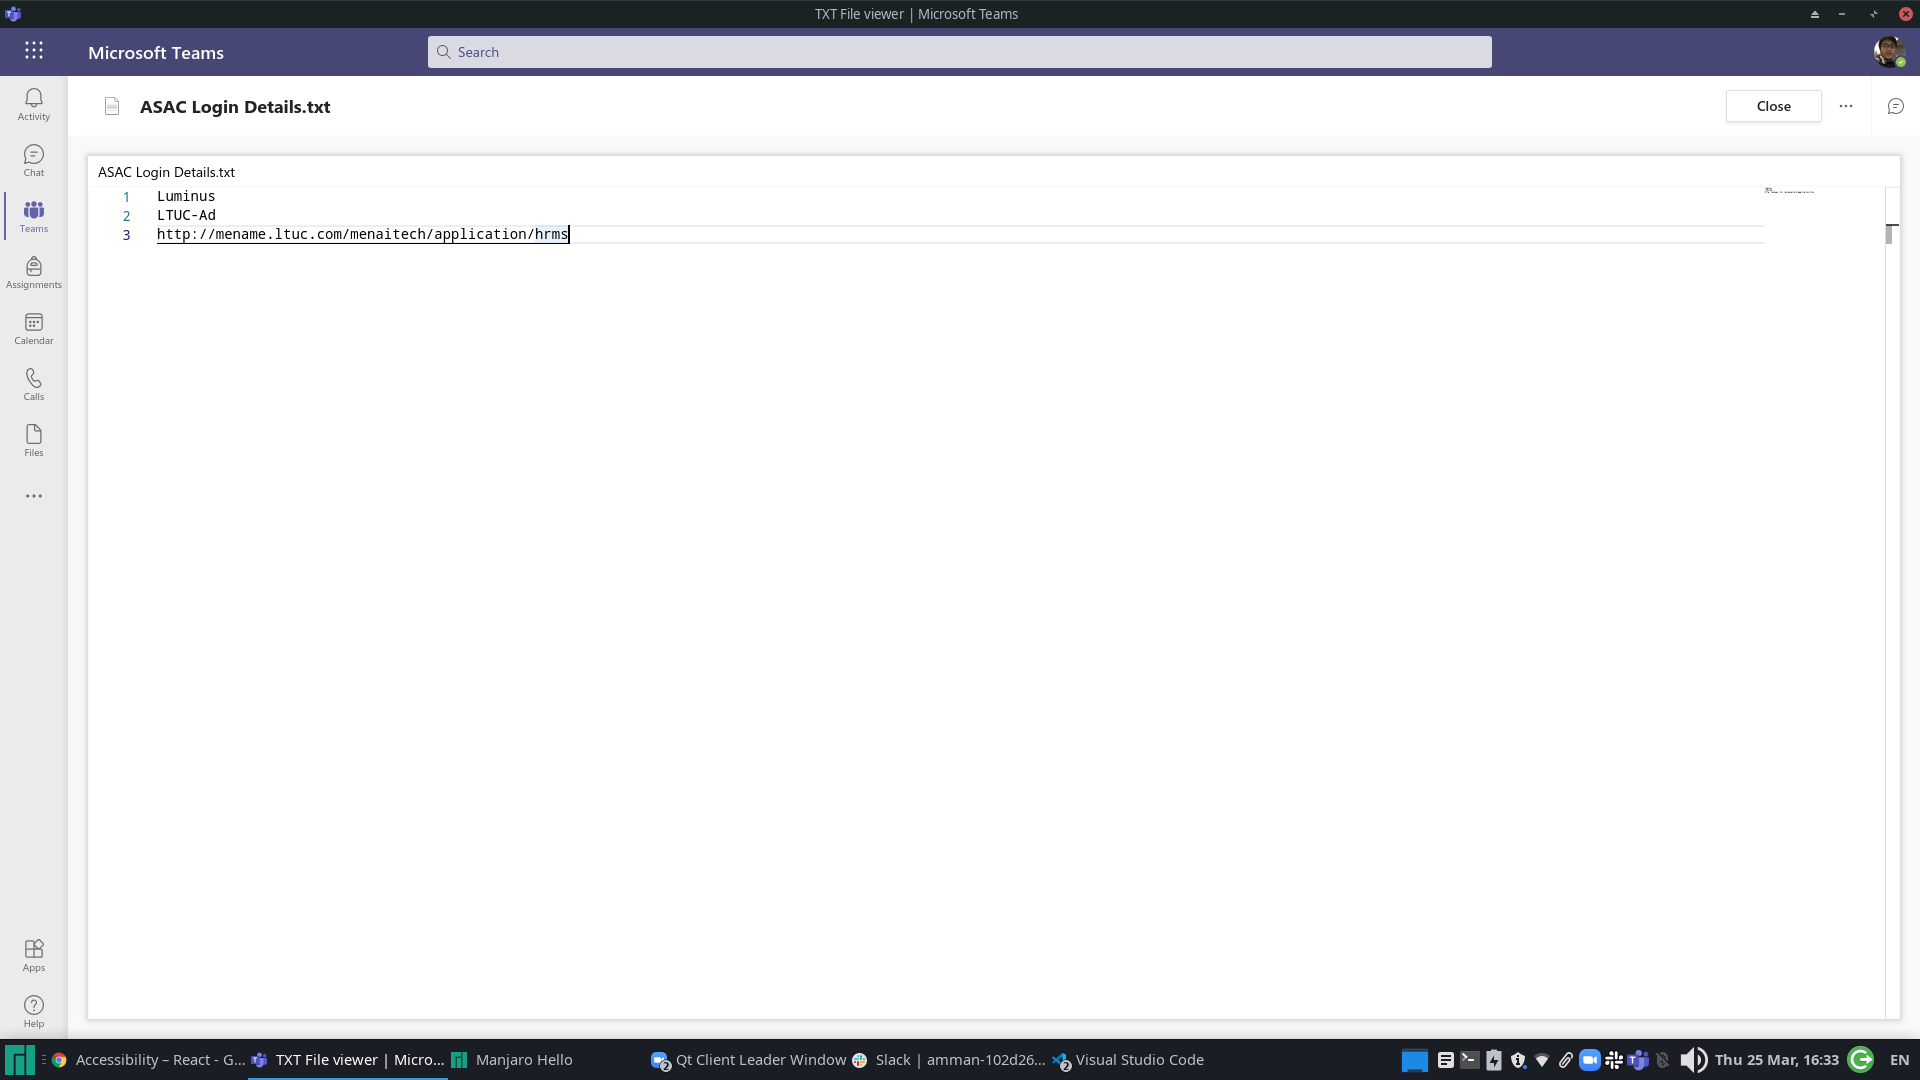 TXT File viewer | Microsoft Teams
Microsoft Teams
Search
Activity
Chat
Teams
Assignments
Calendar
Calls
Files
Apps
Help
ASAC Login Details.txt
Close
ASAC Login Details.txt
1 Luminus
2 LTUC-Ad
3 http://mename.ltuc.com/menaitech/application/hrms
Accessibility – React - G...
TXT File viewer | Micro...
Manjaro Hello
2 Qt Client Leader Window
Slack | amman-102d26...
2 Visual Studio Code
Thu 25 Mar, 16:33
EN